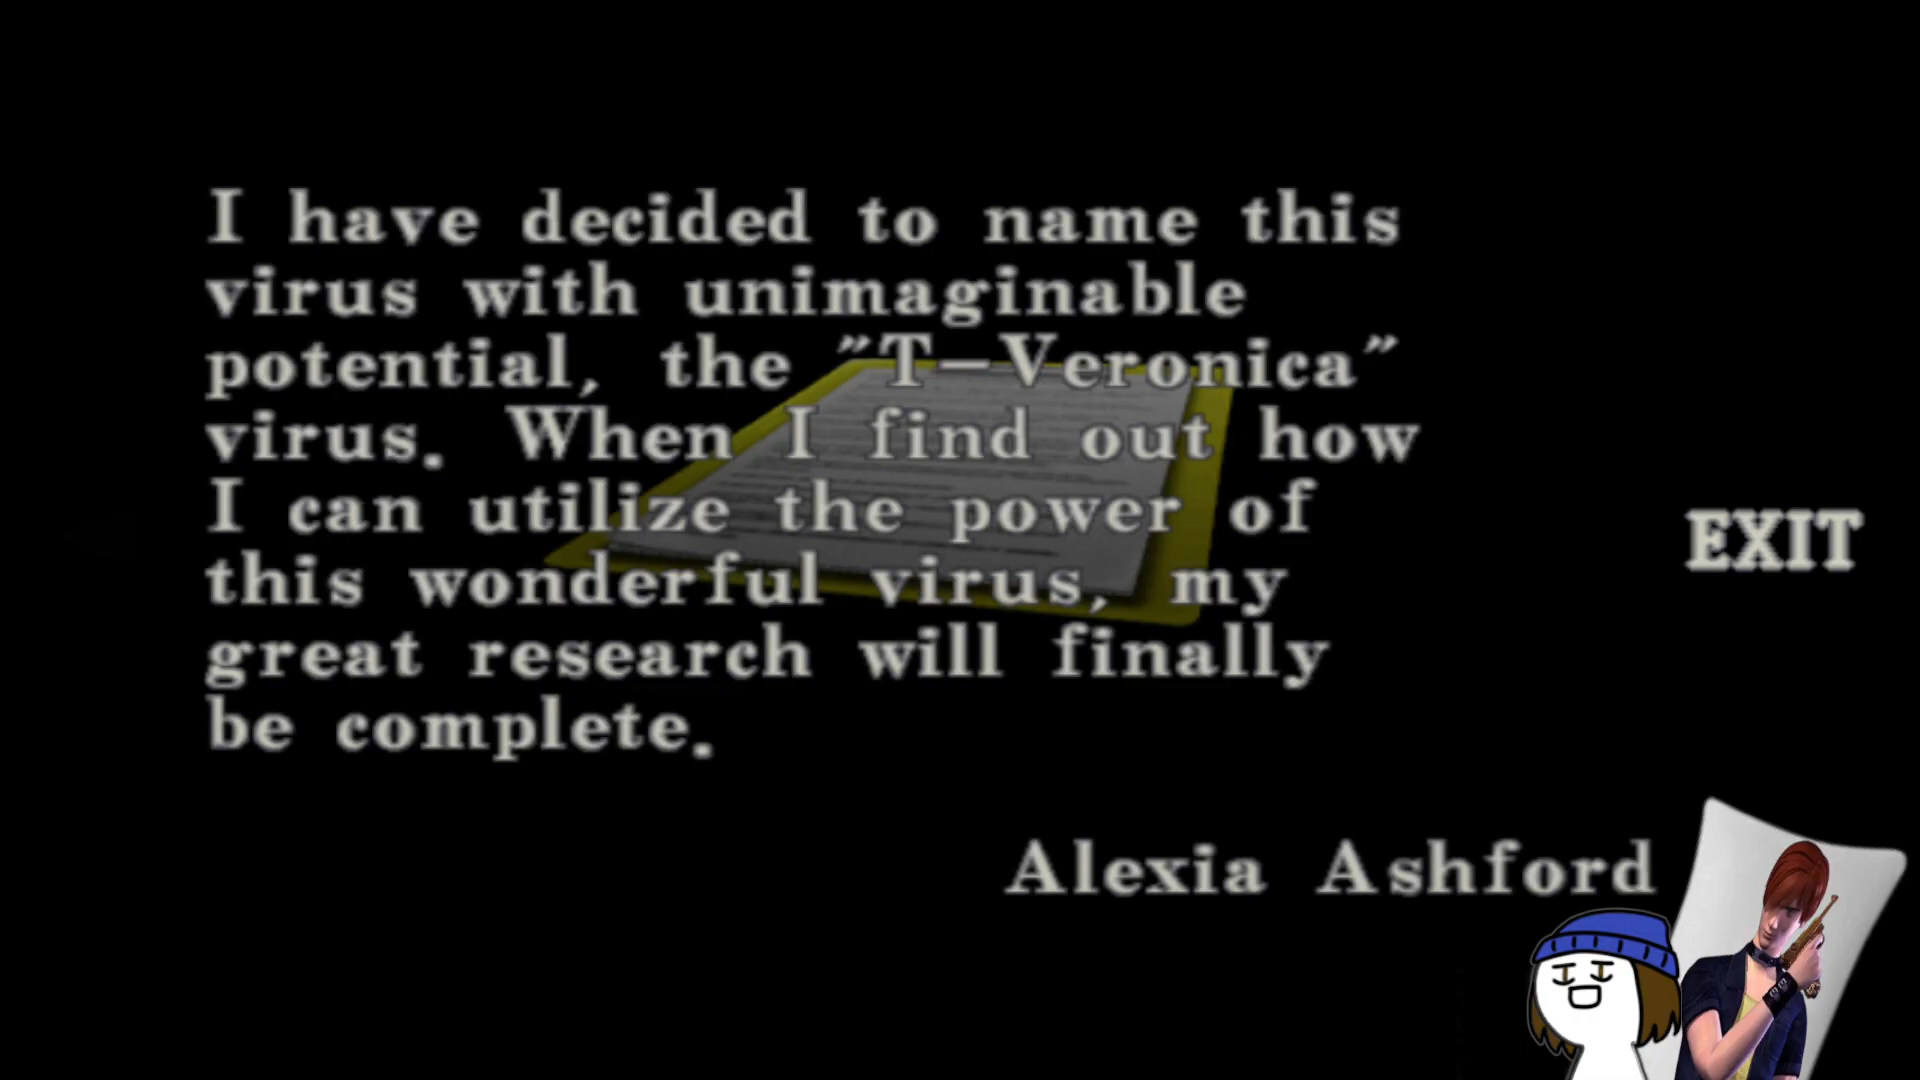 I have decided to name this
virus with unimaginable
potential, the "T-Veronica"
virus. When I find out how
I can utilize the power of
this wonderful virus, my
great research will finally
be complete.
EXIT
Alexia Ashford